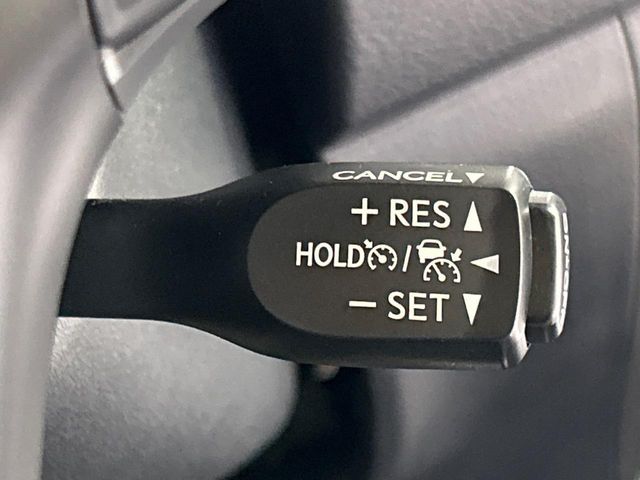 CANCEL▼
+ RES ▲
HOLD / ◀
− SET ▼